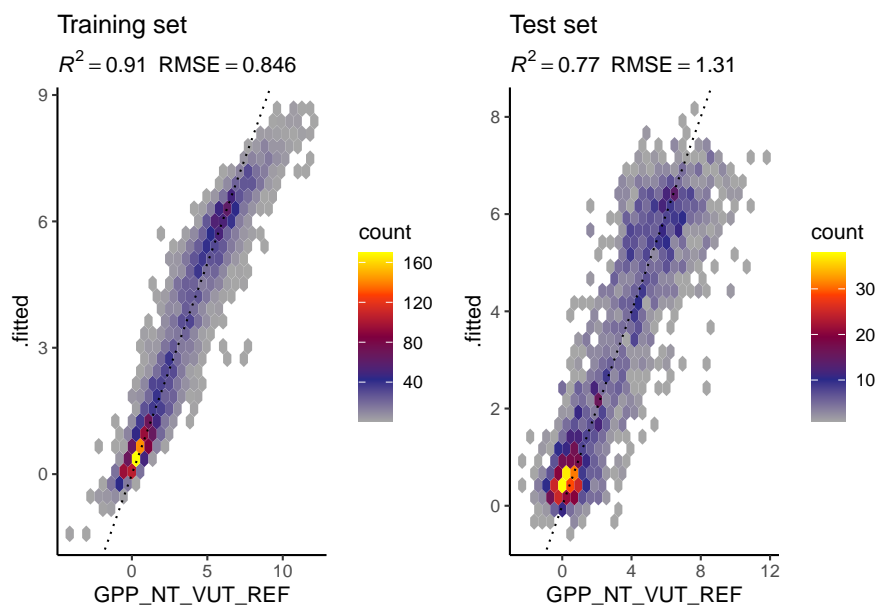 Training set
R² = 0.91 RMSE = 0.846
9
6
3
0
.fitted
0 5 10
GPP_NT_VUT_REF
count
160
120
80
40
Test set
R² = 0.77 RMSE = 1.31
8
6
4
2
0
.fitted
0 4 8 12
GPP_NT_VUT_REF
count
30
20
10